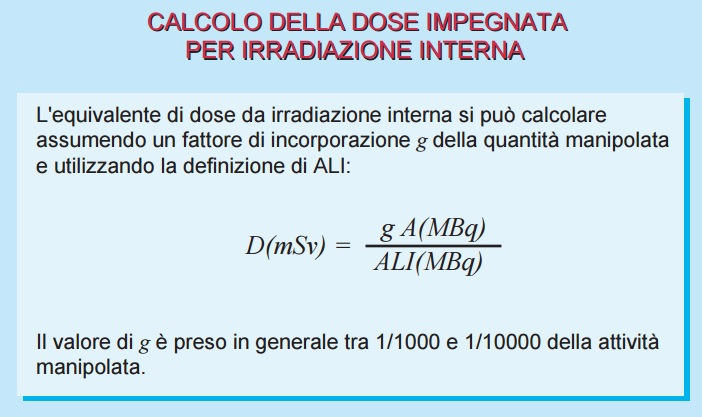 CALCOLO DELLA DOSE IMPEGNATA
PER IRRADIAZIONE INTERNA
L'equivalente di dose da irradiazione interna si può calcolare
assumendo un fattore di incorporazione g della quantità manipolata
e utilizzando la definizione di ALI:
D(mSv) = g A(MBq) / ALI(MBq)
Il valore di g è preso in generale tra 1/1000 e 1/10000 della attività
manipolata.